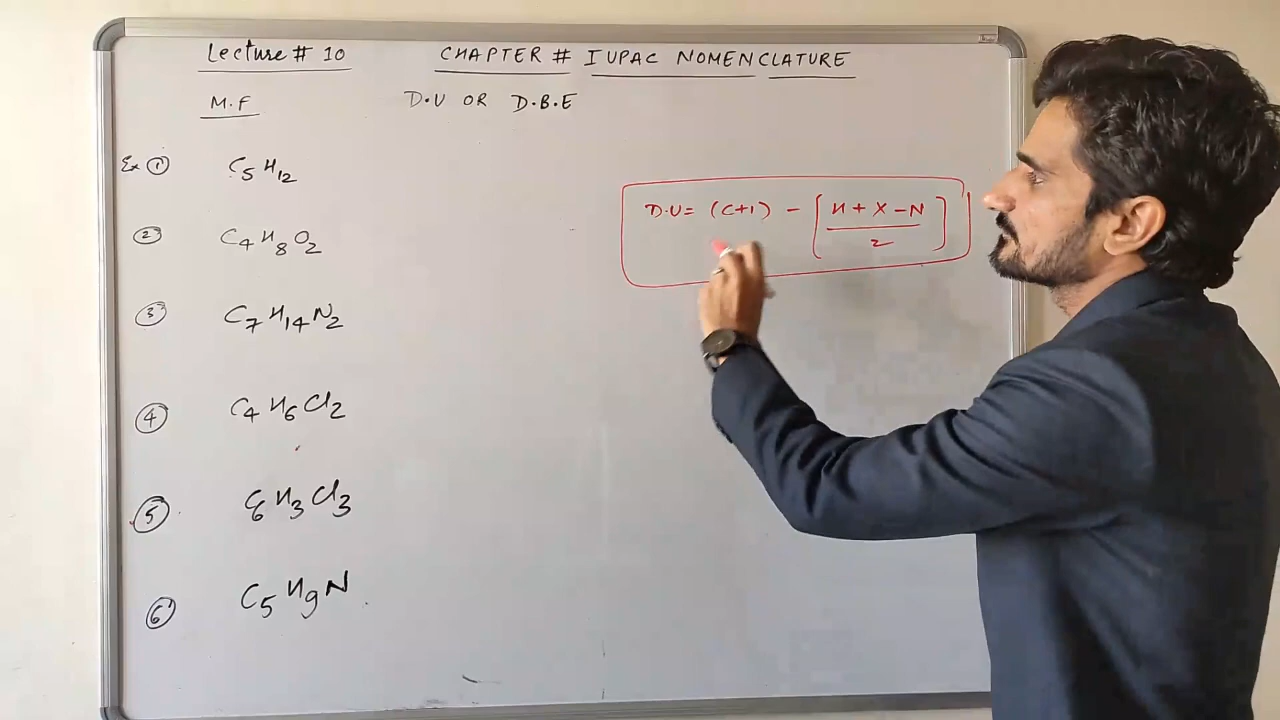 Lecture # 10 CHAPTER # IUPAC NOMENCLATURE
M.F D.U OR D.B.E
Ex ① C₅H₁₂
D.U = (C+1) - [H + X - N / 2]
② C₄H₈O₂
③ C₇H₁₄N₂
④ C₄H₆Cl₂
⑤ C₆H₃Cl₃
⑥ C₅H₉N